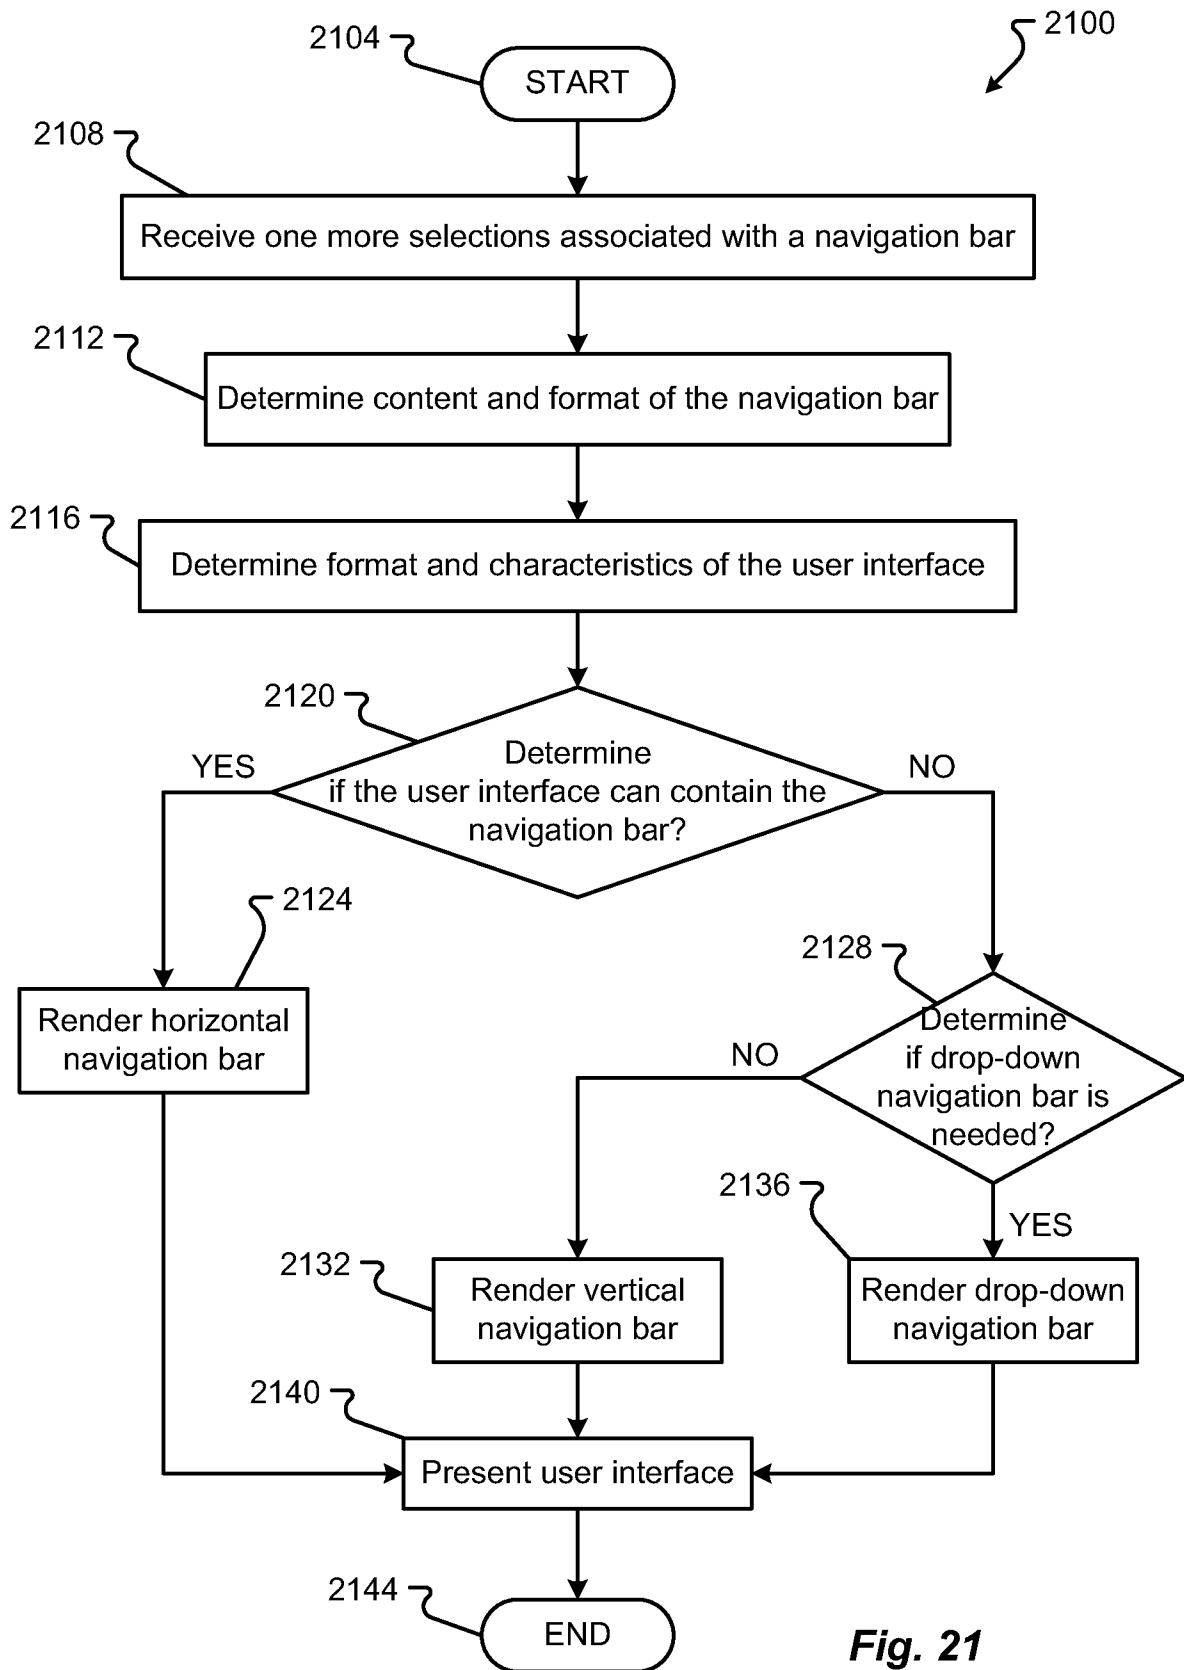 2104
START
2100
2108
Receive one more selections associated with a navigation bar
2112
Determine content and format of the navigation bar
2116
Determine format and characteristics of the user interface
2120
YES
Determine
if the user interface can contain the
navigation bar?
NO
2124
Render horizontal
navigation bar
2128
Determine
if drop-down
navigation bar is
needed?
NO
2136
YES
2132
Render vertical
navigation bar
Render drop-down
navigation bar
2140
Present user interface
2144
END
Fig. 21